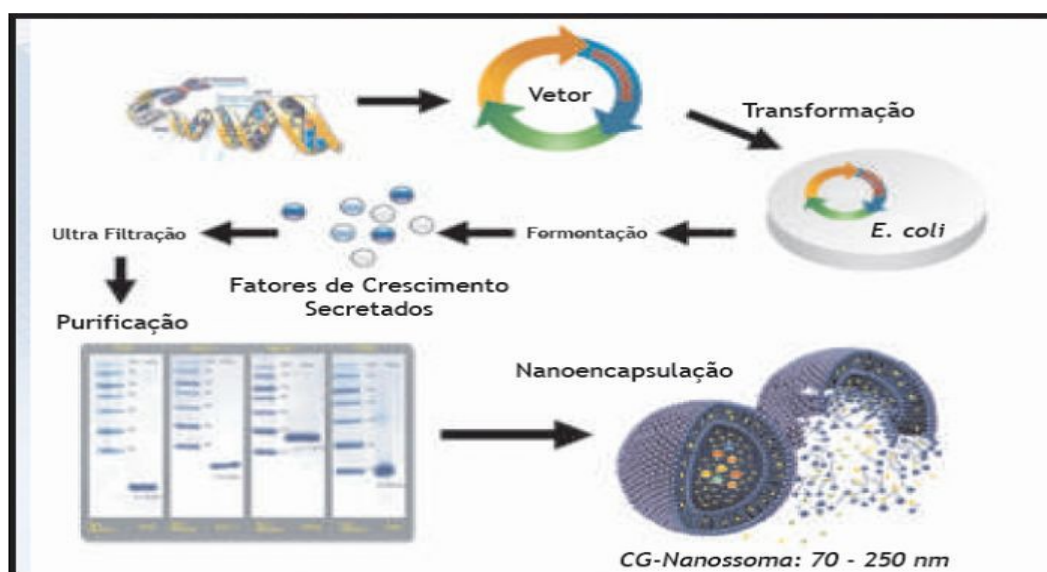 Vetor
Transformação
E. coli
Fermentação
Fatores de Crescimento
Secretados
Ultra Filtração
Purificação
Nanoencapsulação
CG-Nanossoma: 70 - 250 nm